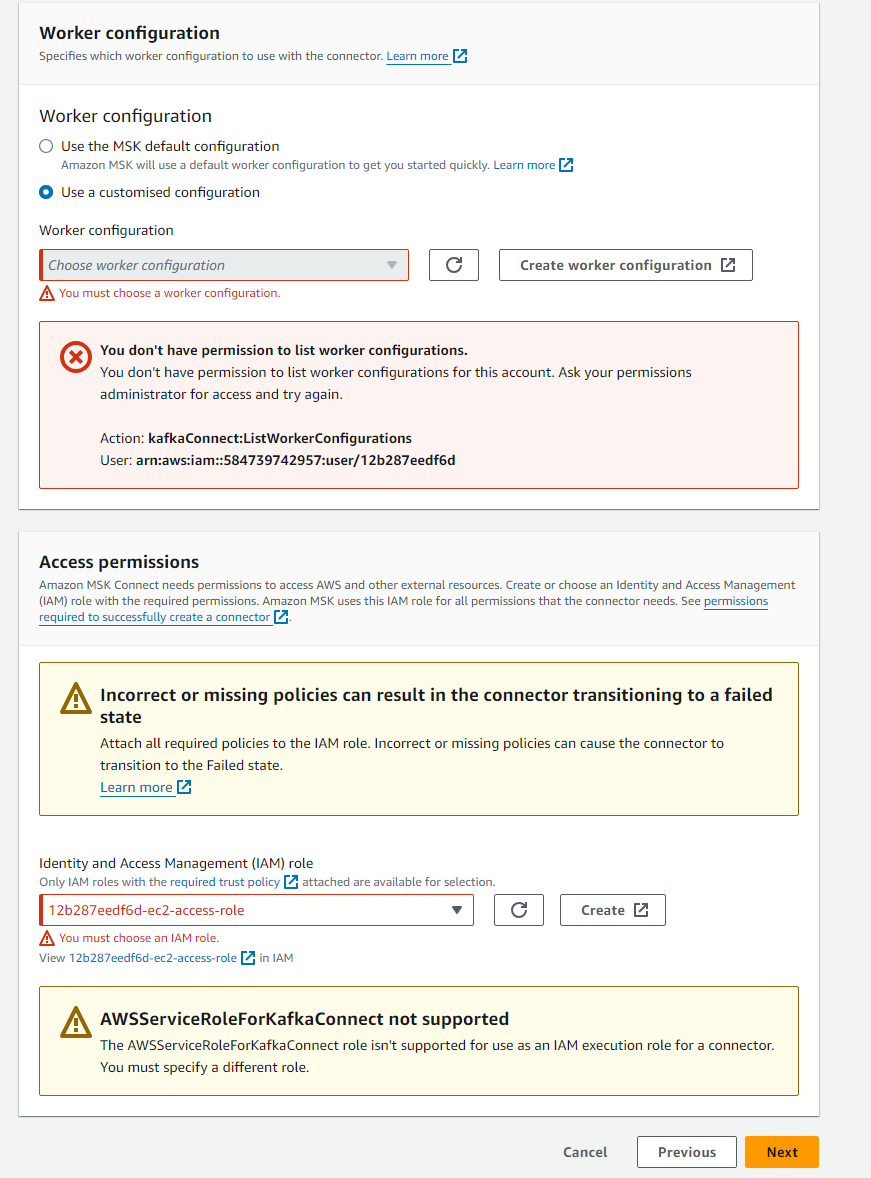 Worker configuration
Specifies which worker configuration to use with the connector. Learn more
Worker configuration
Use the MSK default configuration
Amazon MSK will use a default worker configuration to get you started quickly. Learn more
Use a customised configuration
Worker configuration
Choose worker configuration
Create worker configuration
You must choose a worker configuration.
You don't have permission to list worker configurations.
You don't have permission to list worker configurations for this account. Ask your permissions
administrator for access and try again.
Action: kafkaConnect:ListWorkerConfigurations
User: arn:aws:iam::584739742957:user/12b287eedf6d
Access permissions
Amazon MSK Connect needs permissions to access AWS and other external resources. Create or choose an Identity and Access Management
(IAM) role with the required permissions. Amazon MSK uses this IAM role for all permissions that the connector needs. See permissions
required to successfully create a connector.
Incorrect or missing policies can result in the connector transitioning to a failed
state
Attach all required policies to the IAM role. Incorrect or missing policies can cause the connector to
transition to the Failed state.
Learn more
Identity and Access Management (IAM) role
Only IAM roles with the required trust policy attached are available for selection.
12b287eedf6d-ec2-access-role
Create
You must choose an IAM role.
View 12b287eedf6d-ec2-access-role in IAM
AWSServiceRoleForKafkaConnect not supported
The AWSServiceRoleForKafkaConnect role isn't supported for use as an IAM execution role for a connector.
You must specify a different role.
Cancel
Previous
Next